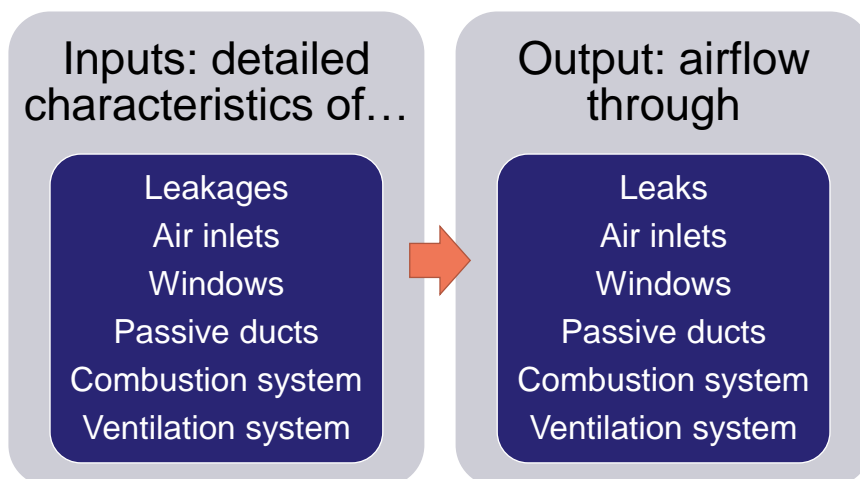 Inputs: detailed
characteristics of…
Leakages
Air inlets
Windows
Passive ducts
Combustion system
Ventilation system
Output: airflow
through
Leaks
Air inlets
Windows
Passive ducts
Combustion system
Ventilation system